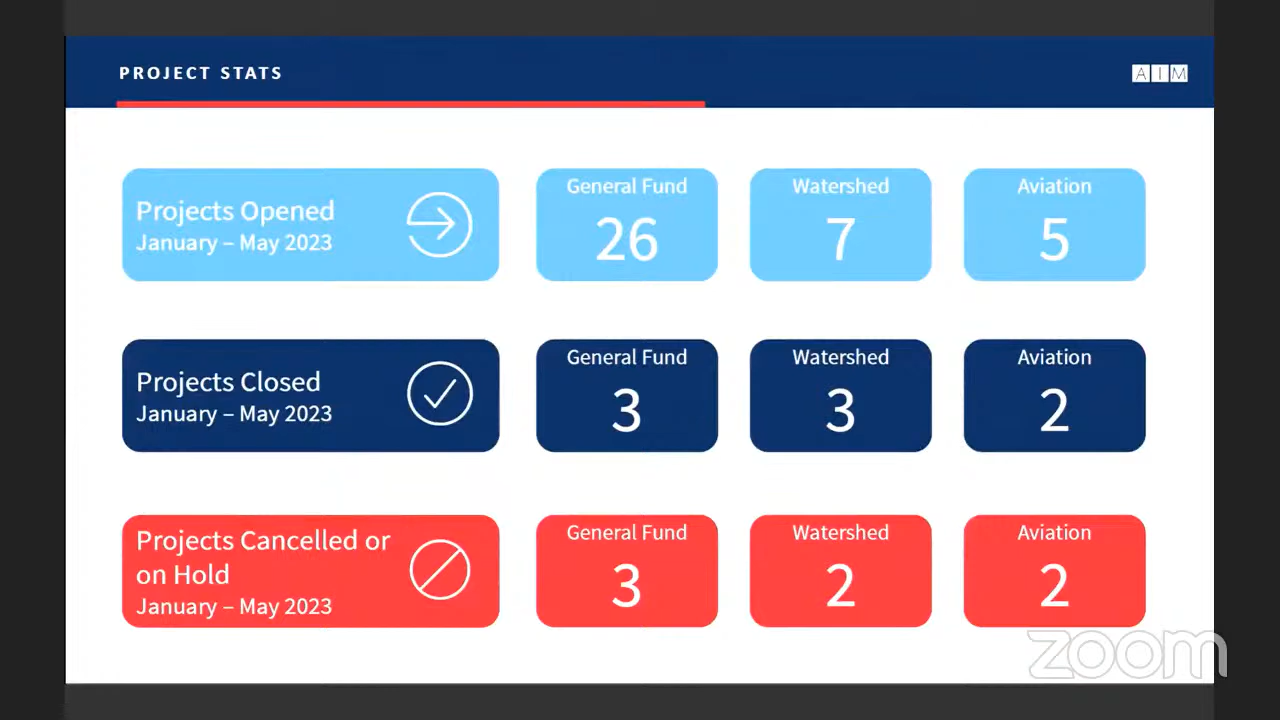 PROJECT STATS
AIM
Projects Opened
January – May 2023
General Fund
26
Watershed
7
Aviation
5
Projects Closed
January – May 2023
General Fund
3
Watershed
3
Aviation
2
Projects Cancelled or
on Hold
January – May 2023
General Fund
3
Watershed
2
Aviation
2
zoom